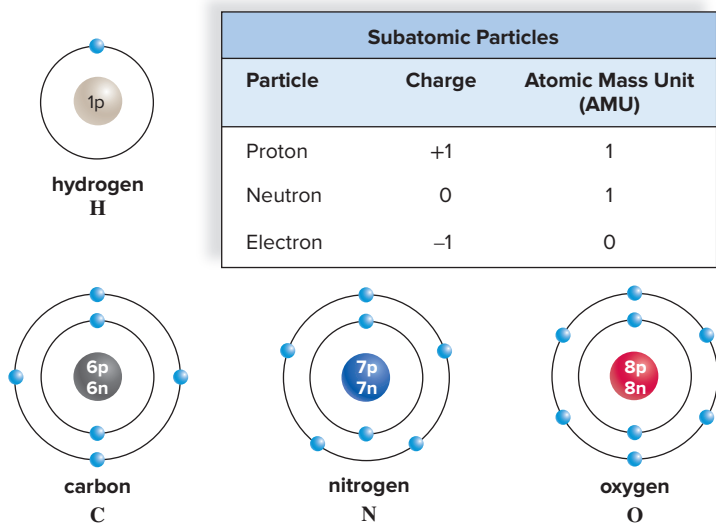 1p
hydrogen
H
Subatomic Particles
Particle Charge Atomic Mass Unit
(AMU)
Proton +1 1
Neutron 0 1
Electron –1 0
6p
6n
carbon
C
7p
7n
nitrogen
N
8p
8n
oxygen
O